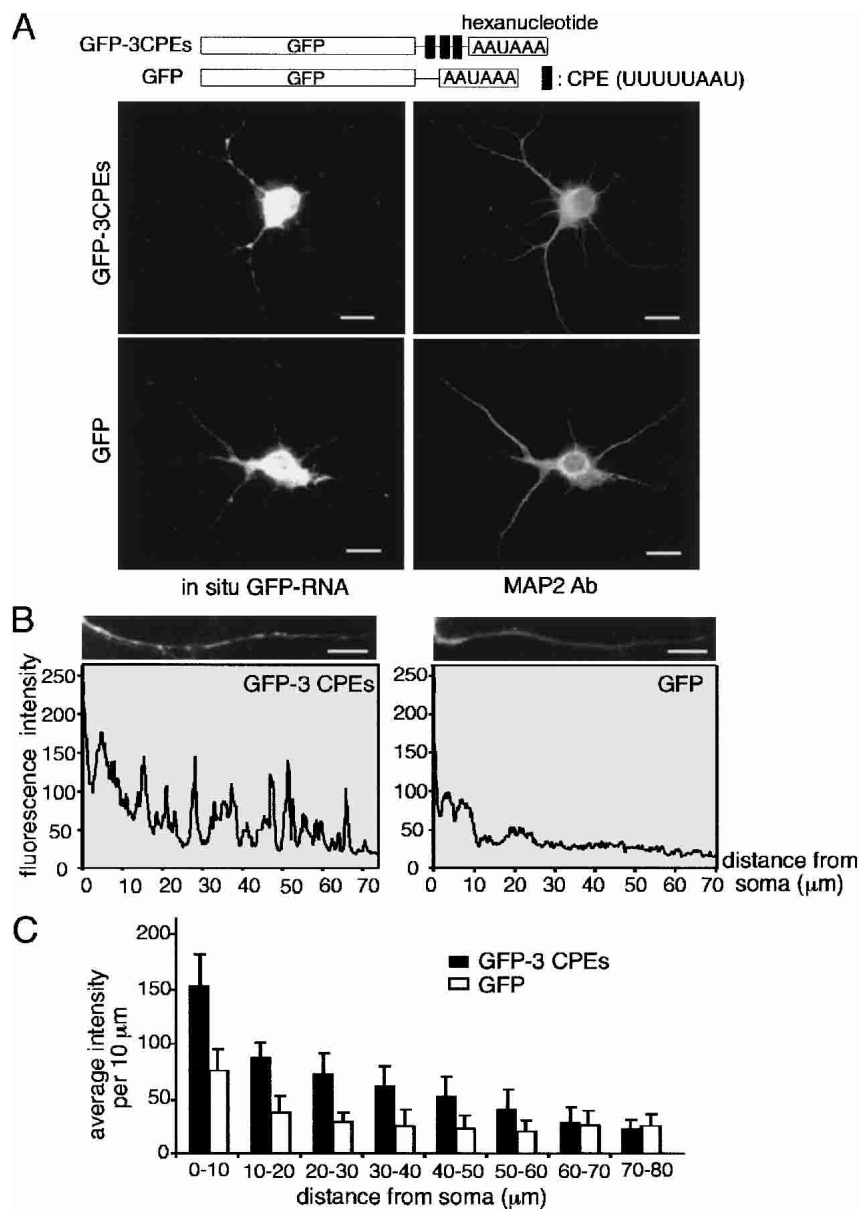 A
hexanucleotide
GFP-3CPEs GFP AAUAAA
GFP GFP AAUAAA : CPE (UUUUUAAU)
GFP-3CPEs
GFP
in situ GFP-RNA MAP2 Ab
B
fluorescence intensity
250
200
150
100
50
0
GFP-3 CPEs
0 10 20 30 40 50 60 70
250
200
150
100
50
0
GFP
0 10 20 30 40 50 60 70
distance from
soma (μm)
C
average intensity
per 10 μm
200
150
100
50
0
GFP-3 CPEs
GFP
0-10 10-20 20-30 30-40 40-50 50-60 60-70 70-80
distance from soma (μm)